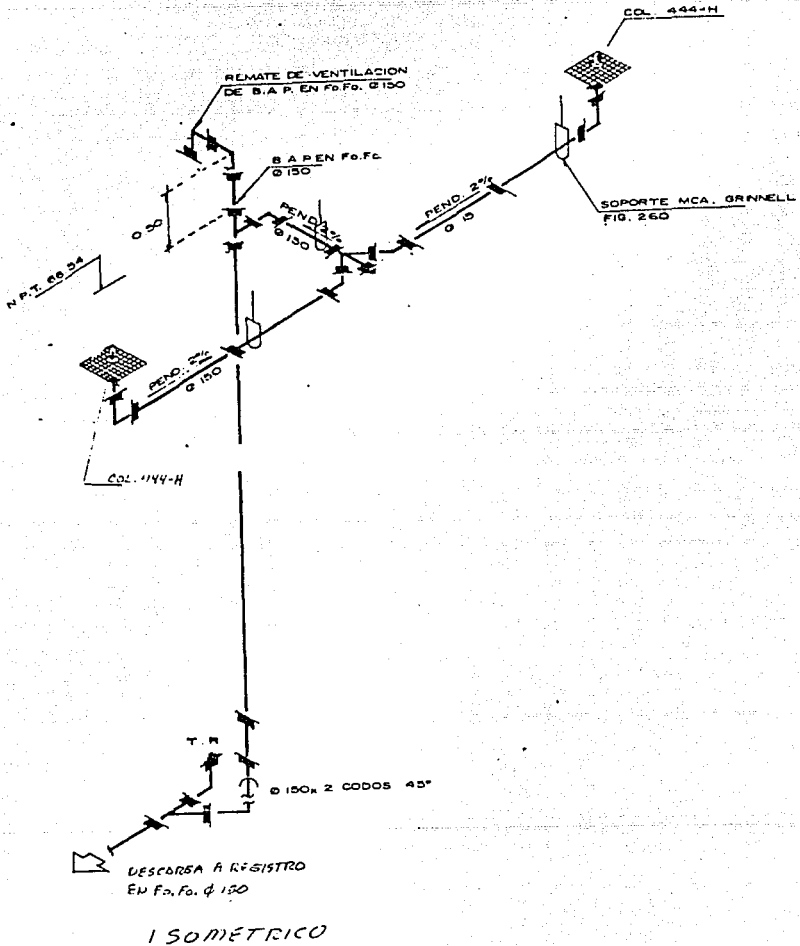 COL. 444-H
REMATE DE VENTILACION
DE B.A.P. EN Fo.Fo. Ø 150
B A P EN Fo.Fc
Ø 150
SOPORTE MCA. GRINNELL
FIG. 260
PEND. 2%
Ø 15
PEND. 2%
Ø 150
0 50
N.P.T. 66.54
PEND. 2%
Ø 150
COL. 444-H
T. R
Ø 150x 2 CODOS 45°
DESCARGA A REGISTRO
EN Fo.Fo. Ø 150
ISOMETRICO